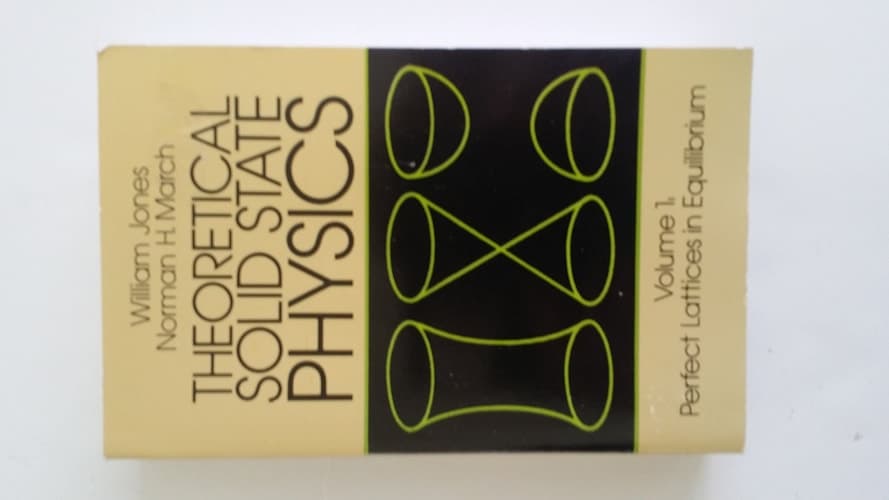 William Jones
Norman H. March
THEORETICAL
SOLID STATE
PHYSICS
Volume 1,
Perfect Lattices in Equilibrium